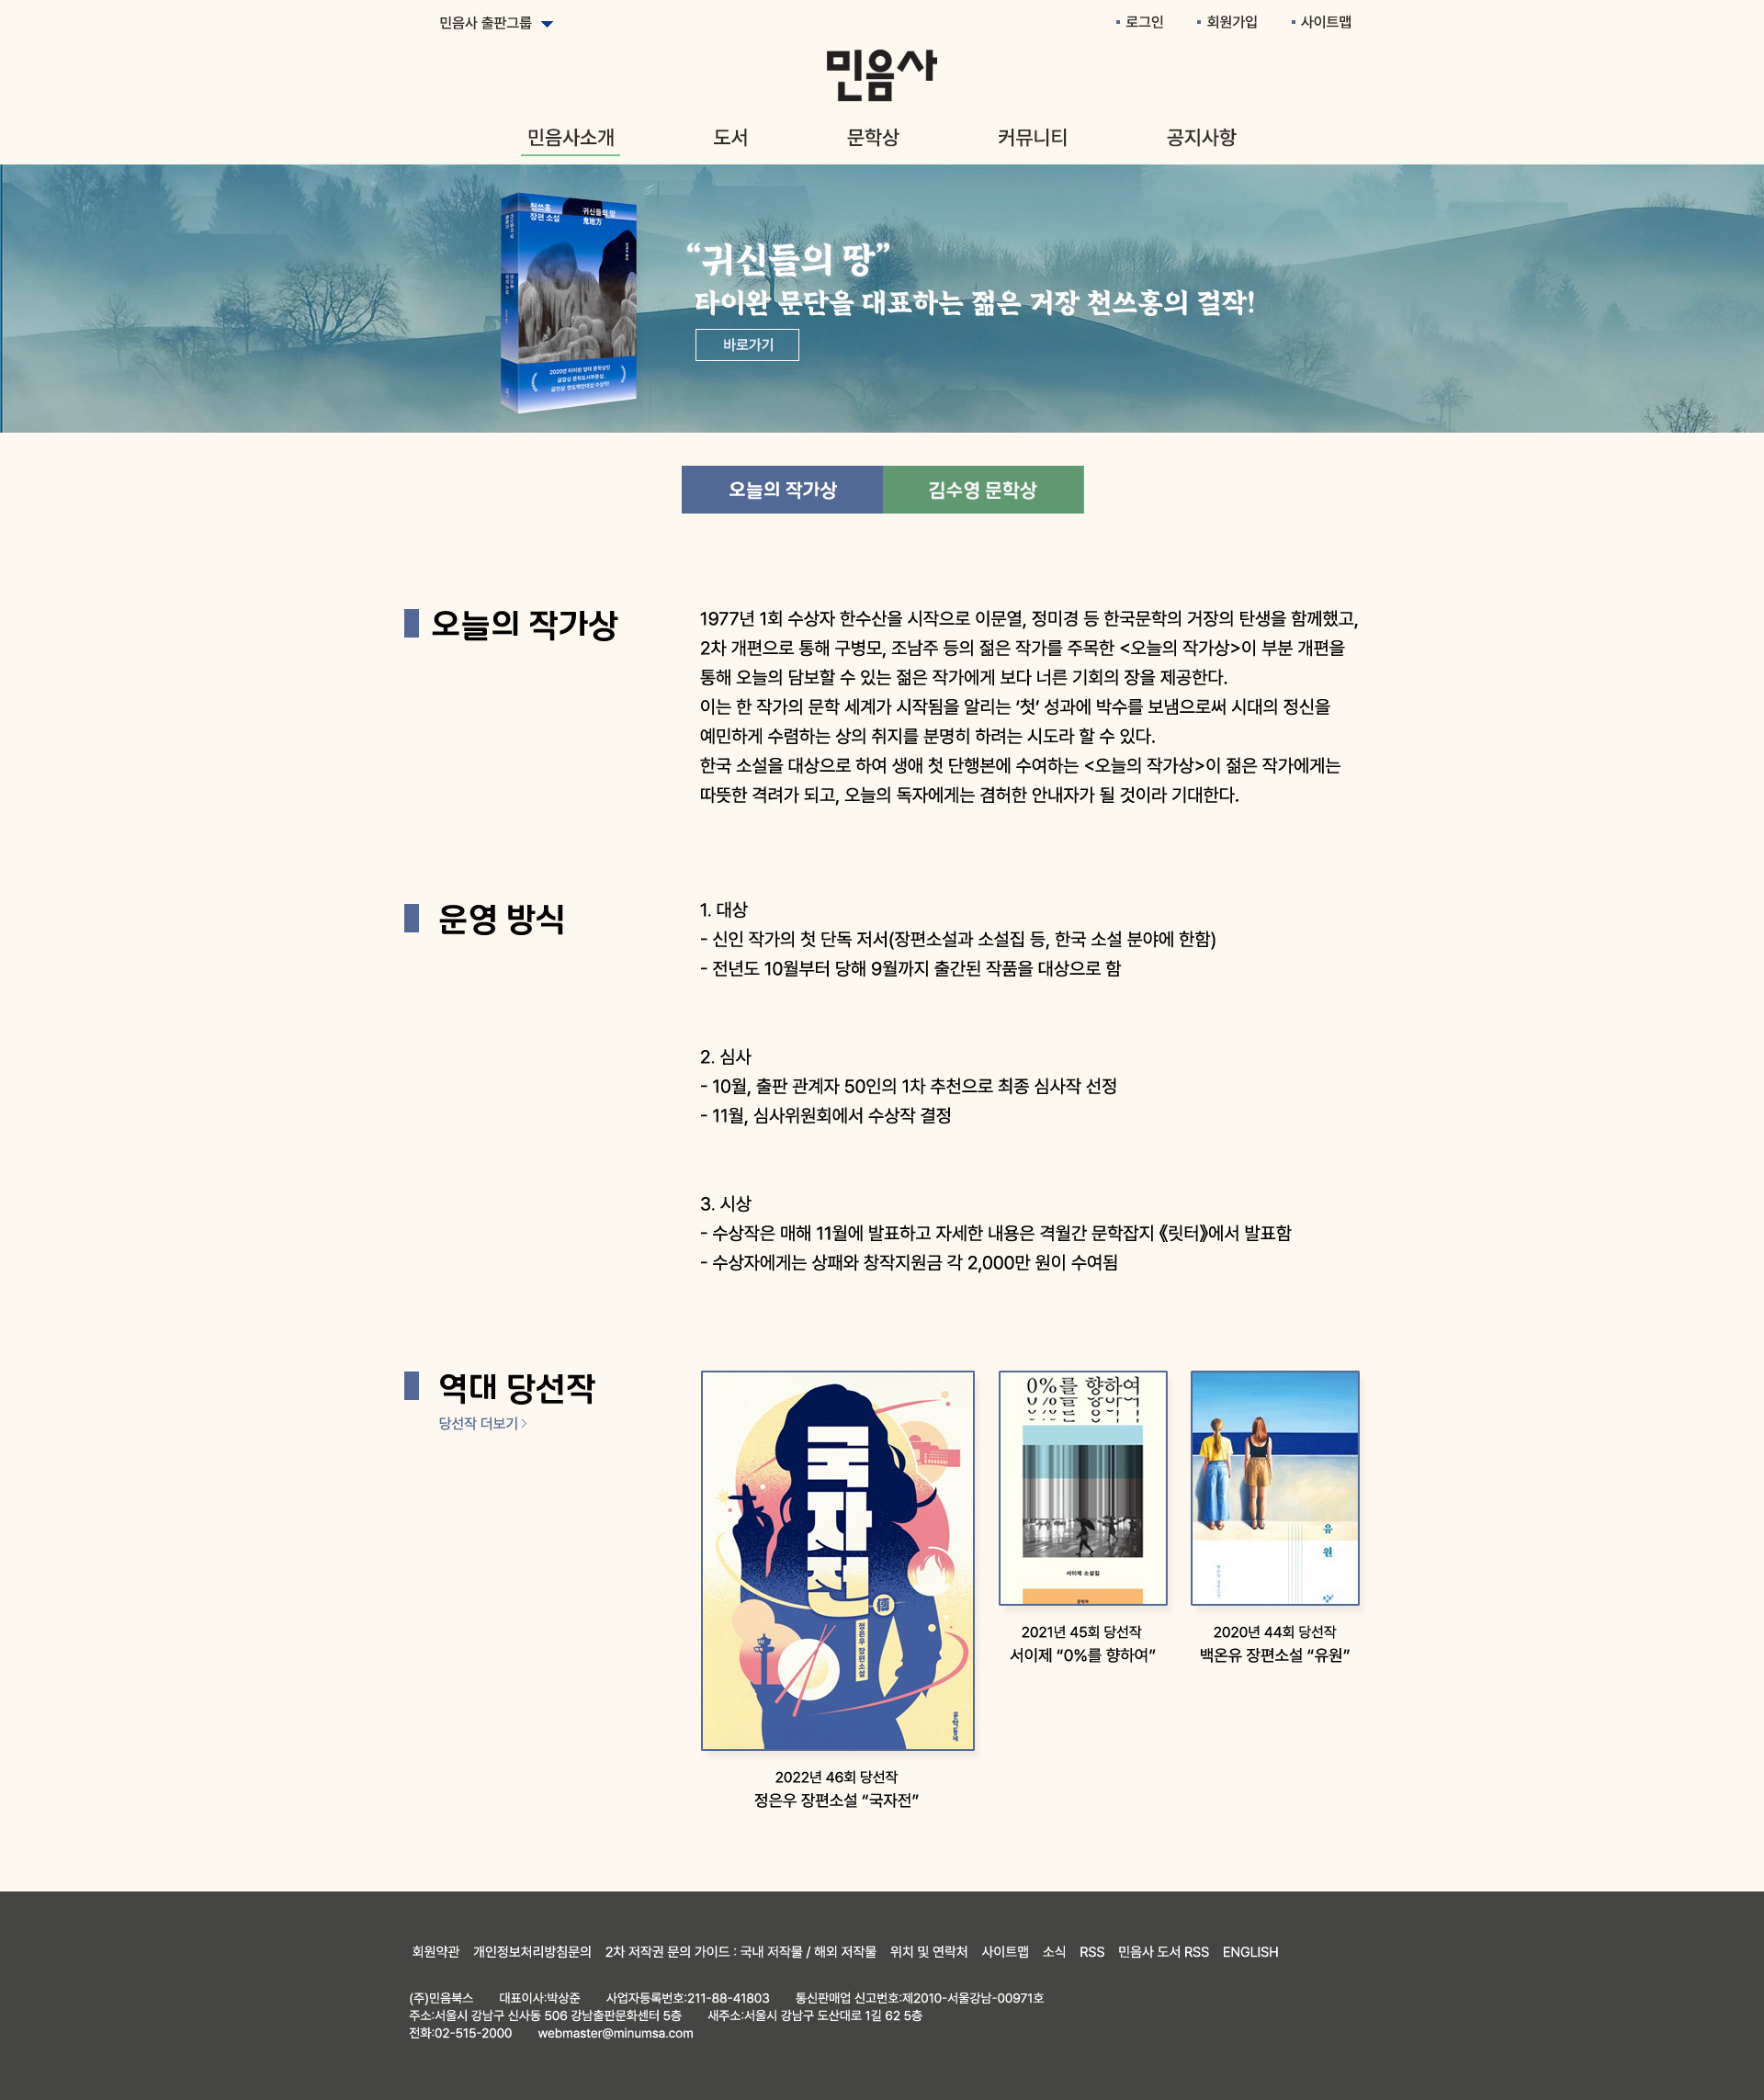 민음사 출판그룹
로그인 회원가입 사이트맵
민음사
민음사소개 도서 문학상 커뮤니티 공지사항
천쓰홍
장편 소설
귀신들의 땅
鬼地方
2020년 타이완 양대 문학상인
금장상 문학도서부문상,
금전상 연도백만대상 수상작!
“귀신들의 땅”
타이완 문단을 대표하는 젊은 거장 천쓰홍의 걸작!
바로가기
오늘의 작가상 김수영 문학상
오늘의 작가상
1977년 1회 수상자 한수산을 시작으로 이문열, 정미경 등 한국문학의 거장의 탄생을 함께했고,
2차 개편으로 통해 구병모, 조남주 등의 젊은 작가를 주목한 <오늘의 작가상>이 부분 개편을
통해 오늘의 담보할 수 있는 젊은 작가에게 보다 너른 기회의 장을 제공한다.
이는 한 작가의 문학 세계가 시작됨을 알리는 ‘첫’ 성과에 박수를 보냄으로써 시대의 정신을
예민하게 수렴하는 상의 취지를 분명히 하려는 시도라 할 수 있다.
한국 소설을 대상으로 하여 생애 첫 단행본에 수여하는 <오늘의 작가상>이 젊은 작가에게는
따뜻한 격려가 되고, 오늘의 독자에게는 겸허한 안내자가 될 것이라 기대한다.
운영 방식
1. 대상
- 신인 작가의 첫 단독 저서(장편소설과 소설집 등, 한국 소설 분야에 한함)
- 전년도 10월부터 당해 9월까지 출간된 작품을 대상으로 함
2. 심사
- 10월, 출판 관계자 50인의 1차 추천으로 최종 심사작 선정
- 11월, 심사위원회에서 수상작 결정
3. 시상
- 수상작은 매해 11월에 발표하고 자세한 내용은 격월간 문학잡지 《릿터》에서 발표함
- 수상자에게는 상패와 창작지원금 각 2,000만 원이 수여됨
역대 당선작
당선작 더보기 >
국자전
정은우 장편소설
문학동네
2022년 46회 당선작
정은우 장편소설 “국자전”
0%를 향하여
서이제 소설집
2021년 45회 당선작
서이제 “0%를 향하여”
유원
2020년 44회 당선작
백온유 장편소설 “유원”
회원약관 개인정보처리방침문의 2차 저작권 문의 가이드 : 국내 저작물 / 해외 저작물 위치 및 연락처 사이트맵 소식 RSS 민음사 도서 RSS ENGLISH
(주)민음북스 대표이사:박상준 사업자등록번호:211-88-41803 통신판매업 신고번호:제2010-서울강남-00971호
주소:서울시 강남구 신사동 506 강남출판문화센터 5층 새주소:서울시 강남구 도산대로 1길 62 5층
전화:02-515-2000 webmaster@minumsa.com